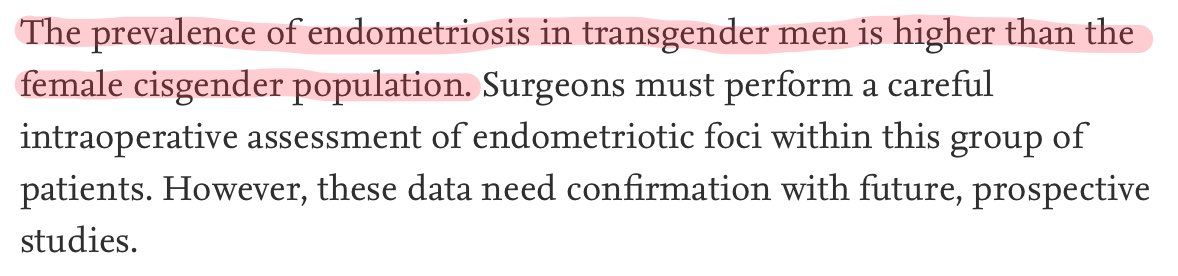 The prevalence of endometriosis in transgender men is higher than the
female cisgender population. Surgeons must perform a careful
intraoperative assessment of endometriotic foci within this group of
patients. However, these data need confirmation with future, prospective
studies.